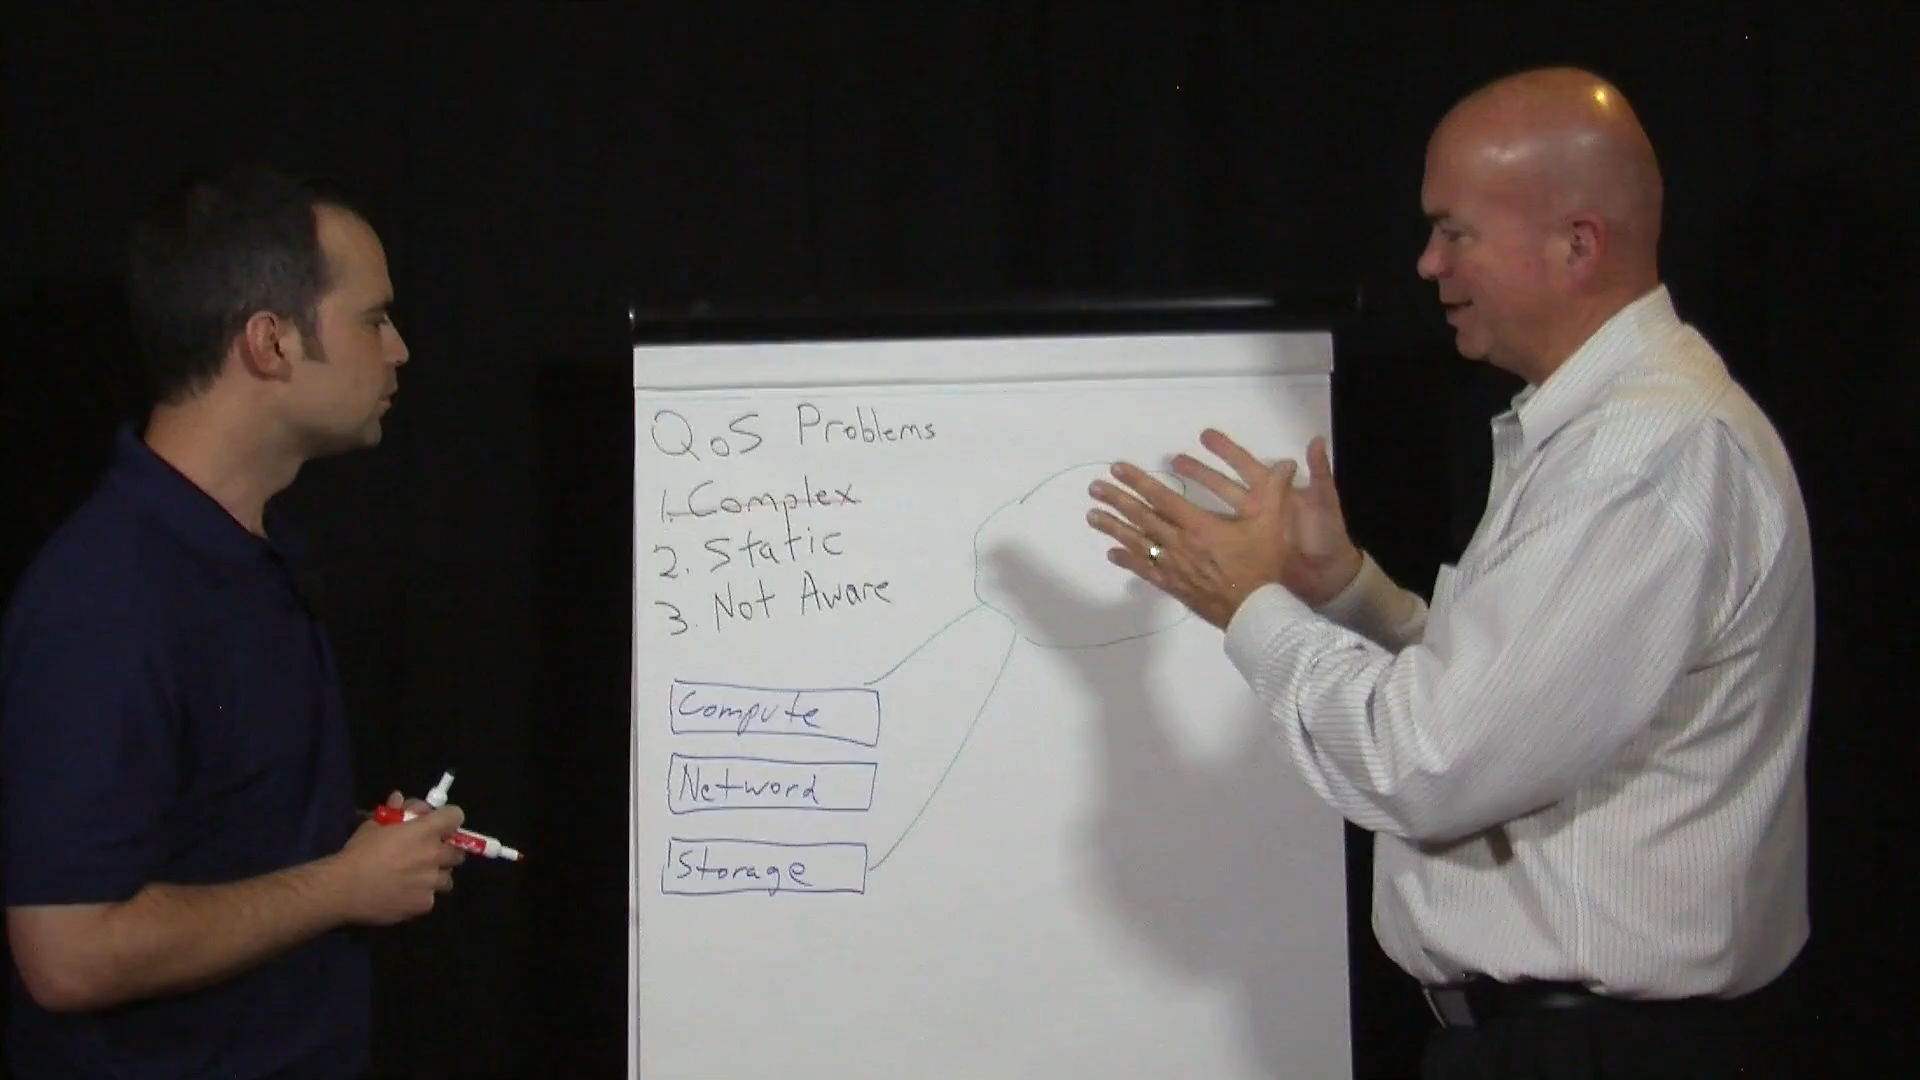 QoS Problems
1. Complex
2. Static
3. Not Aware
Compute
Netword
Storage